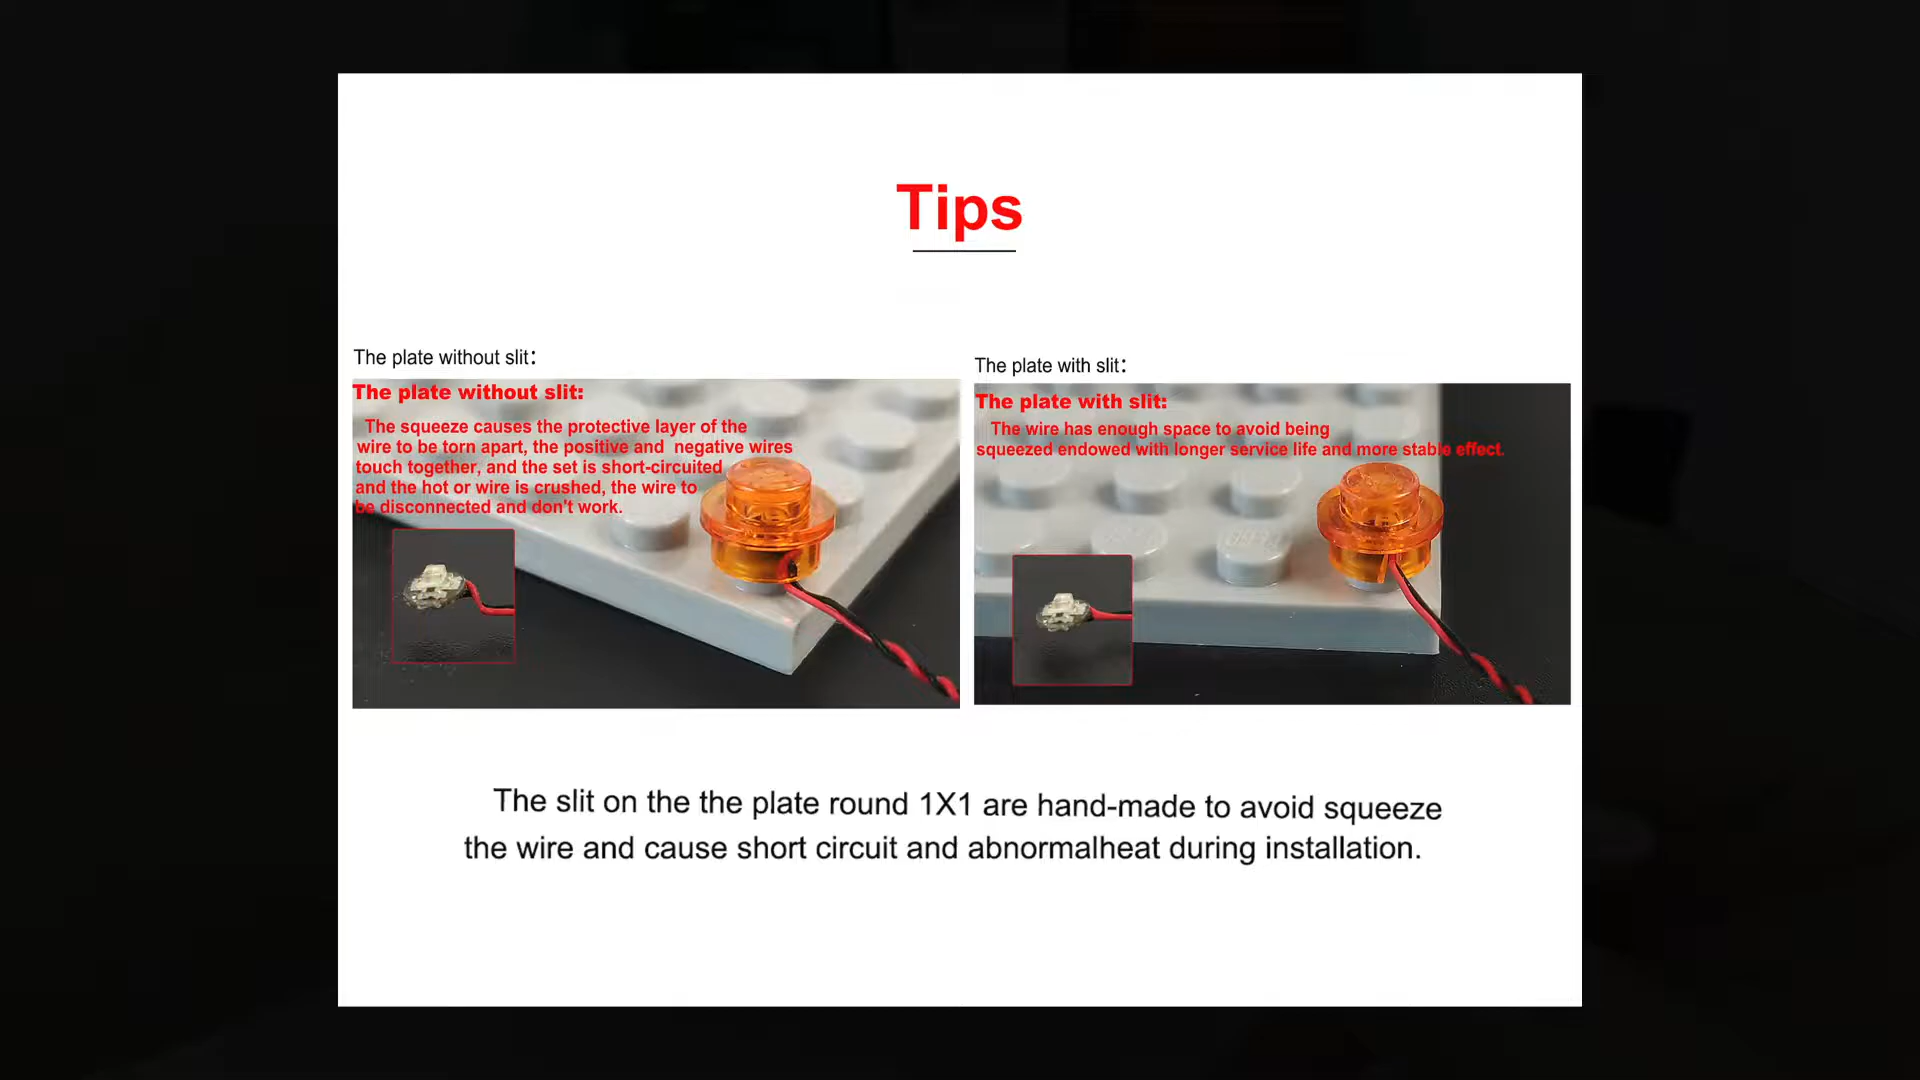 Tips
The plate without slit:
The plate without slit:
The squeeze causes the protective layer of the
wire to be torn apart, the positive and negative wires
touch together, and the set is short-circuited
and the hot or wire is crushed, the wire to
be disconnected and don't work.
The plate with slit:
The plate with slit:
The wire has enough space to avoid being
squeezed endowed with longer service life and more stable effect.
The slit on the the plate round 1X1 are hand-made to avoid squeeze
the wire and cause short circuit and abnormalheat during installation.